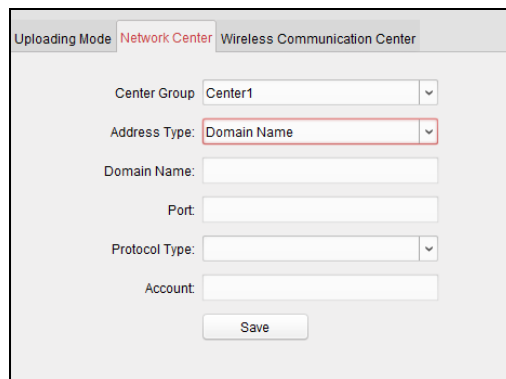 Uploading Mode Network Center Wireless Communication Center
Center Group Center1
Address Type: Domain Name
Domain Name:
Port:
Protocol Type:
Account:
Save